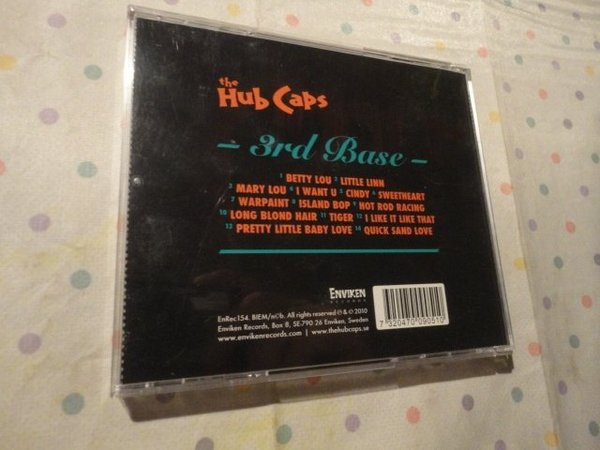 the
Hub Caps
- 3rd Base -
1 BETTY LOU 2 LITTLE LINN
3 MARY LOU 4 I WANT U 5 CINDY 6 SWEETHEART
7 WARPAINT 8 ISLAND BOP 9 HOT ROD RACING
10 LONG BLOND HAIR 11 TIGER 12 I LIKE IT LIKE THAT
13 PRETTY LITTLE BABY LOVE 14 QUICK SAND LOVE
ENVIKEN
RECORDS
EnRec154. BIEM/n©b. All rights reserved ℗ & © 2010
Enviken Records, Box 8, SE-790 26 Enviken, Sweden
www.envikenrecords.com | www.thehubcaps.se
7 320470 090510